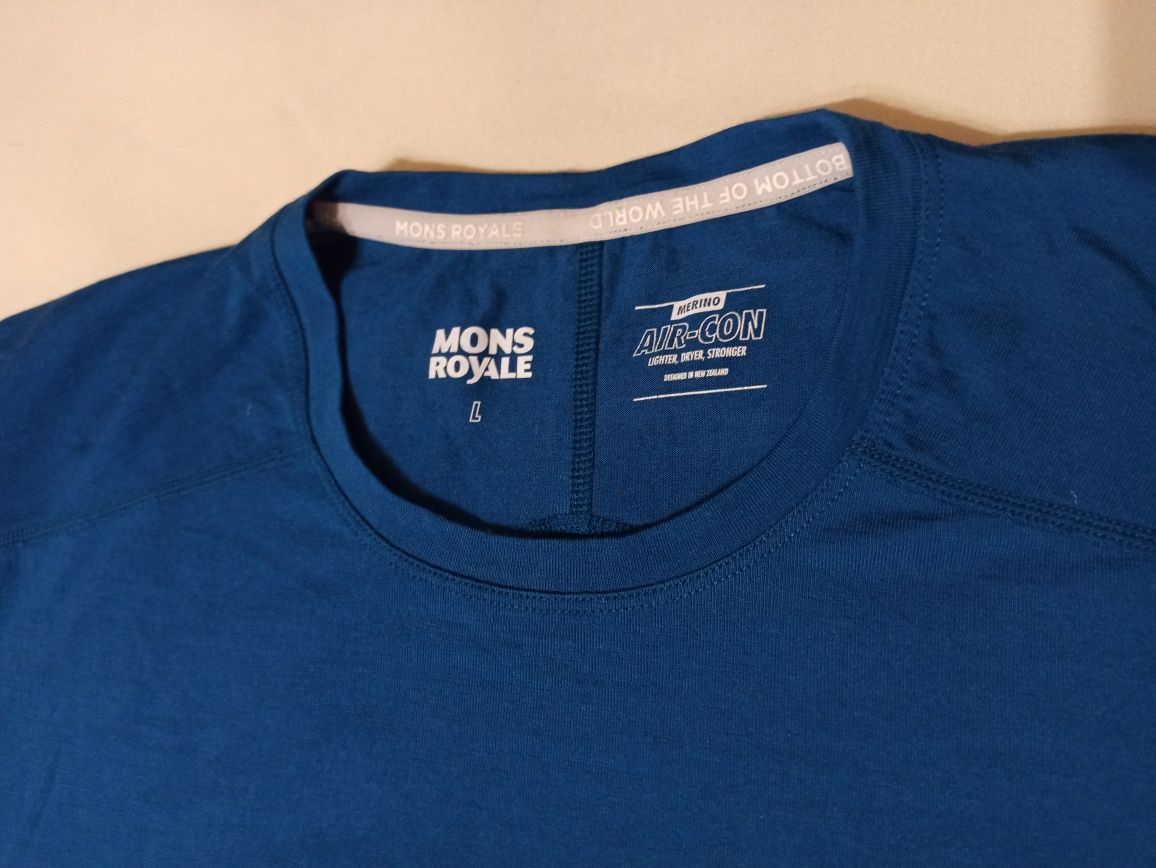 MONS ROYALE
BOTTOM OF THE WORLD
MONS
ROYALE
L
MERINO
AIR-CON
LIGHTER, DRYER, STRONGER
DESIGNED IN NEW ZEALAND